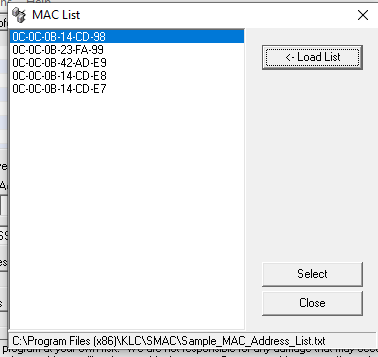 Help
MAC List
0C-0C-0B-14-CD-98
0C-0C-0B-23-FA-99
0C-0C-0B-42-AD-E9
0C-0C-0B-14-CD-E8
0C-0C-0B-14-CD-E7
<- Load List
Select
Close
C:\Program Files (x86)\KLC\SMAC\Sample_MAC_Address_List.txt